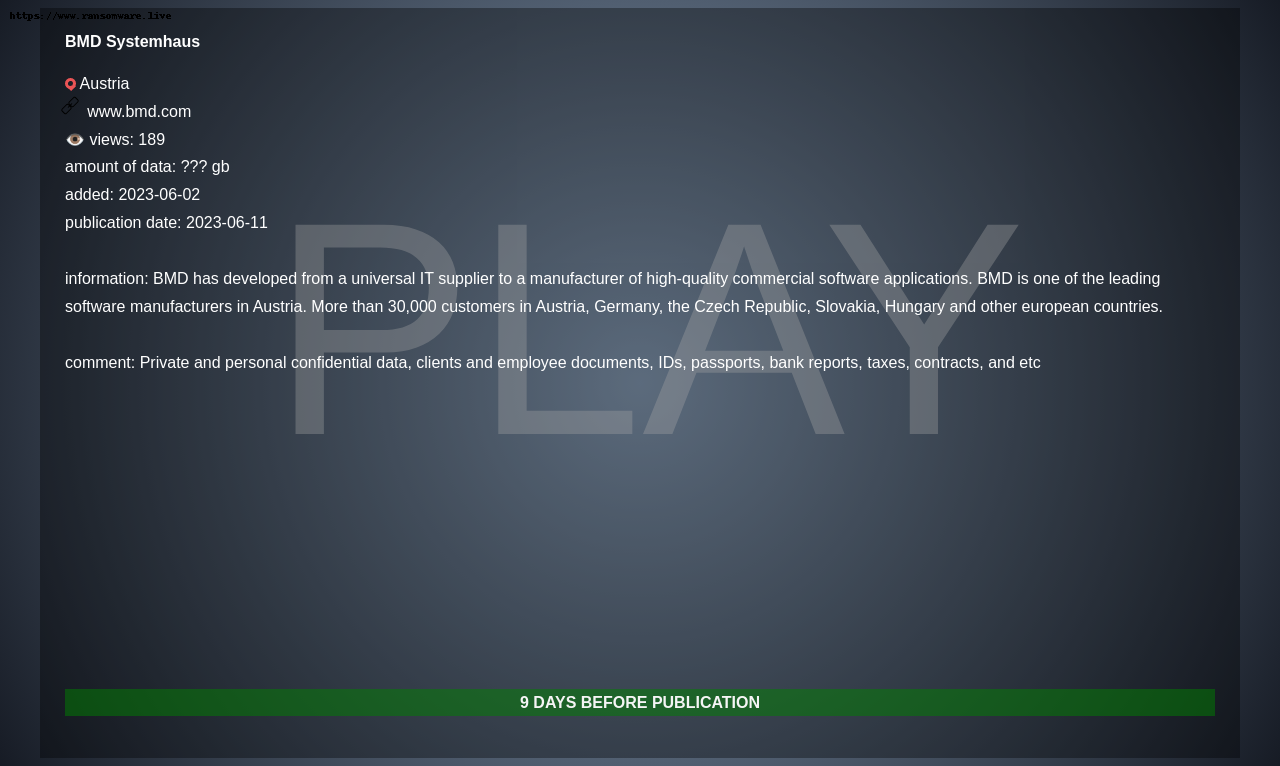 https://www.ransomware.live
BMD Systemhaus
Austria
www.bmd.com
views: 189
amount of data: ??? gb
added: 2023-06-02
publication date: 2023-06-11
information: BMD has developed from a universal IT supplier to a manufacturer of high-quality commercial software applications. BMD is one of the leading
software manufacturers in Austria. More than 30,000 customers in Austria, Germany, the Czech Republic, Slovakia, Hungary and other european countries.
comment: Private and personal confidential data, clients and employee documents, IDs, passports, bank reports, taxes, contracts, and etc
PLAY
9 DAYS BEFORE PUBLICATION